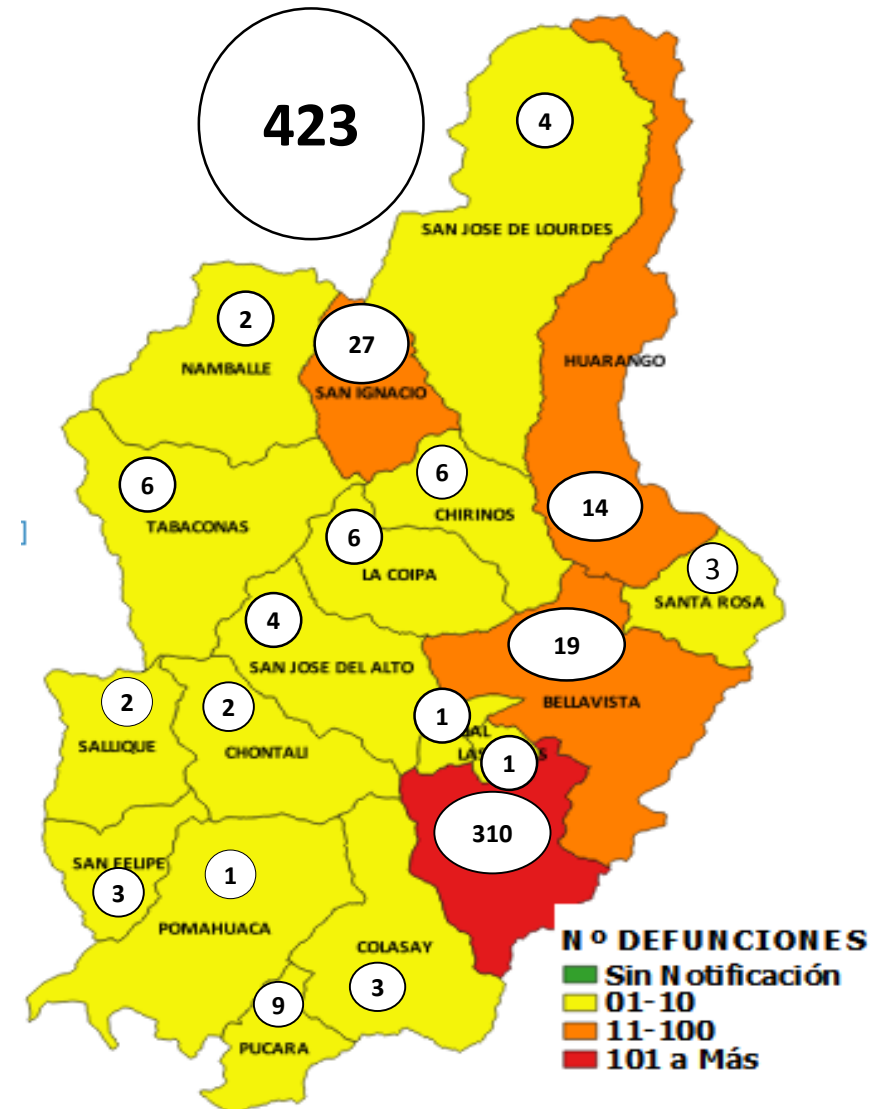 423
4
SAN JOSE DE LOURDES
2
NAMBALLE
27
SAN IGNACIO
HUARANGO
6
TABACONAS
6
CHIRINOS
14
]
6
LA COIPA
3
SANTA ROSA
4
SAN JOSE DEL ALTO
19
BELLAVISTA
2
SALLIQUE
2
CHONTALI
1
1
310
SAN FELIPE
3
1
POMAHUACA
COLASAY
3
9
PUCARA
Nº DEFUNCIONES
Sin Notificación
01-10
11-100
101 a Más